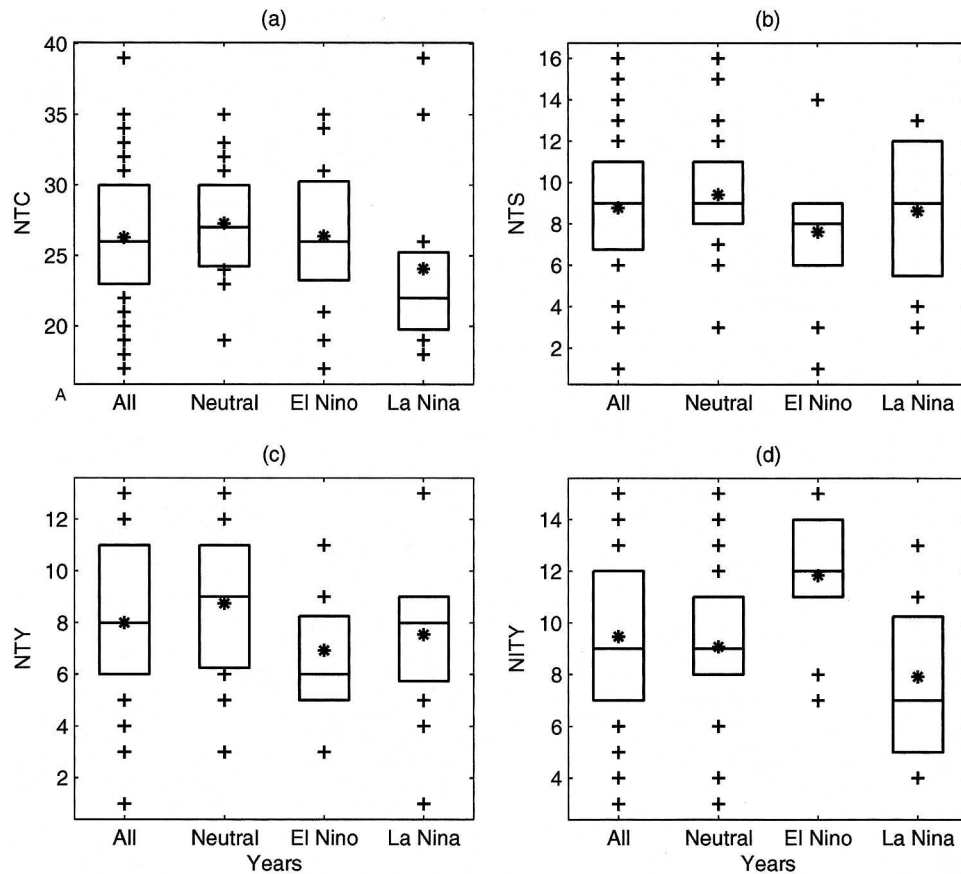 (a)
NTC
40
35
30
25
20
A
All Neutral El Nino La Nina
(b)
NTS
16
14
12
10
8
6
4
2
All Neutral El Nino La Nina
(c)
NTY
12
10
8
6
4
2
All Neutral El Nino La Nina
Years
(d)
NITY
14
12
10
8
6
4
All Neutral El Nino La Nina
Years